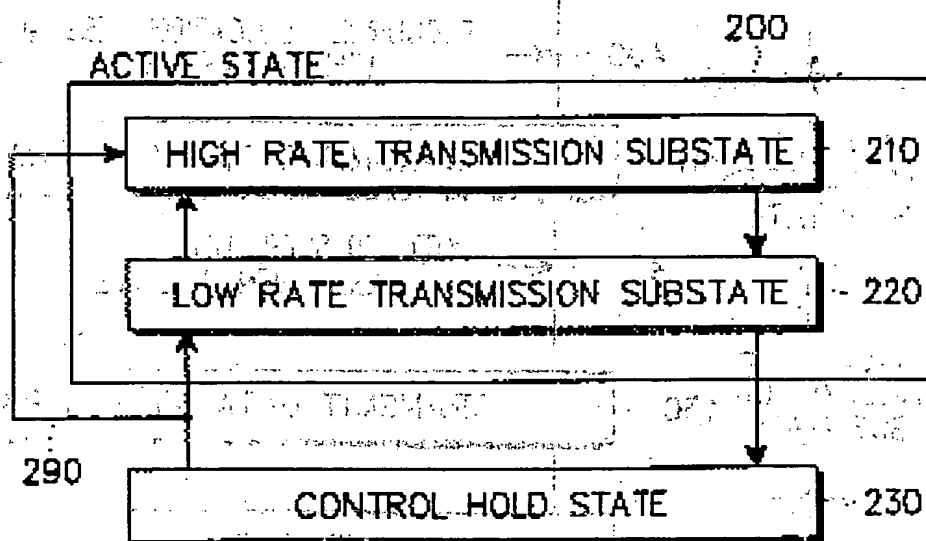 200
ACTIVE STATE
HIGH RATE TRANSMISSION SUBSTATE 210
LOW RATE TRANSMISSION SUBSTATE 220
290
CONTROL HOLD STATE 230